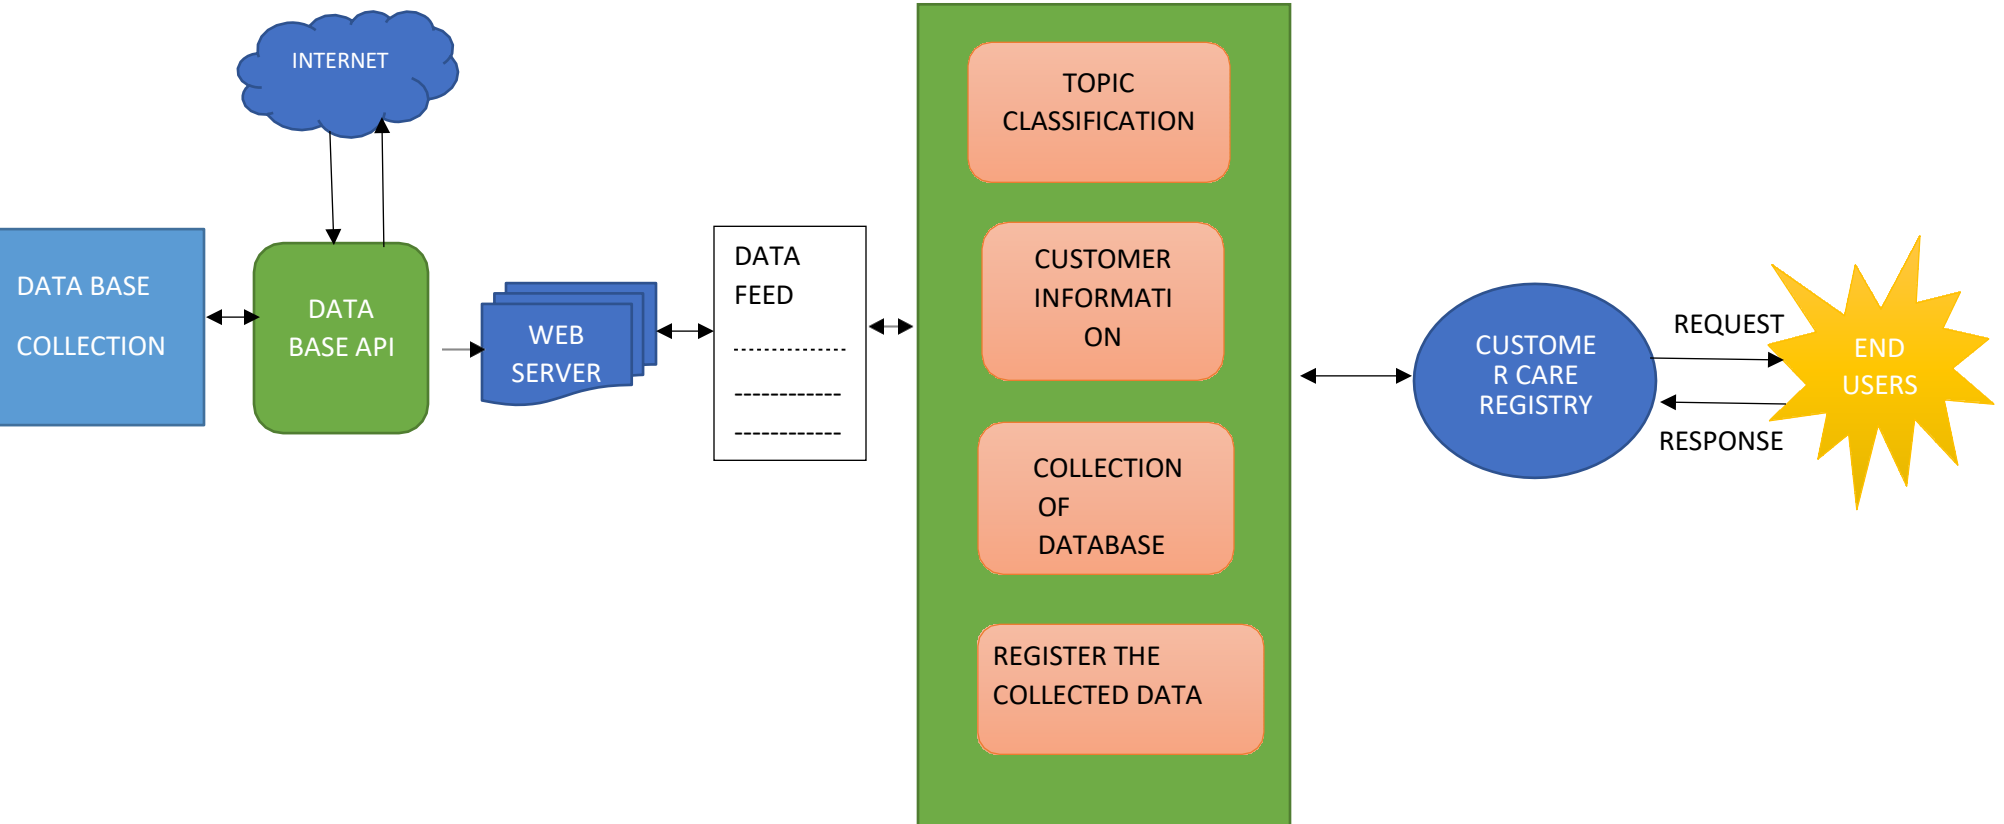 INTERNET
DATA BASE
COLLECTION
DATA
BASE API
WEB
SERVER
DATA
FEED
TOPIC
CLASSIFICATION
CUSTOMER
INFORMATI
ON
COLLECTION
OF
DATABASE
REGISTER THE
COLLECTED DATA
CUSTOME
R CARE
REGISTRY
REQUEST
RESPONSE
END
USERS